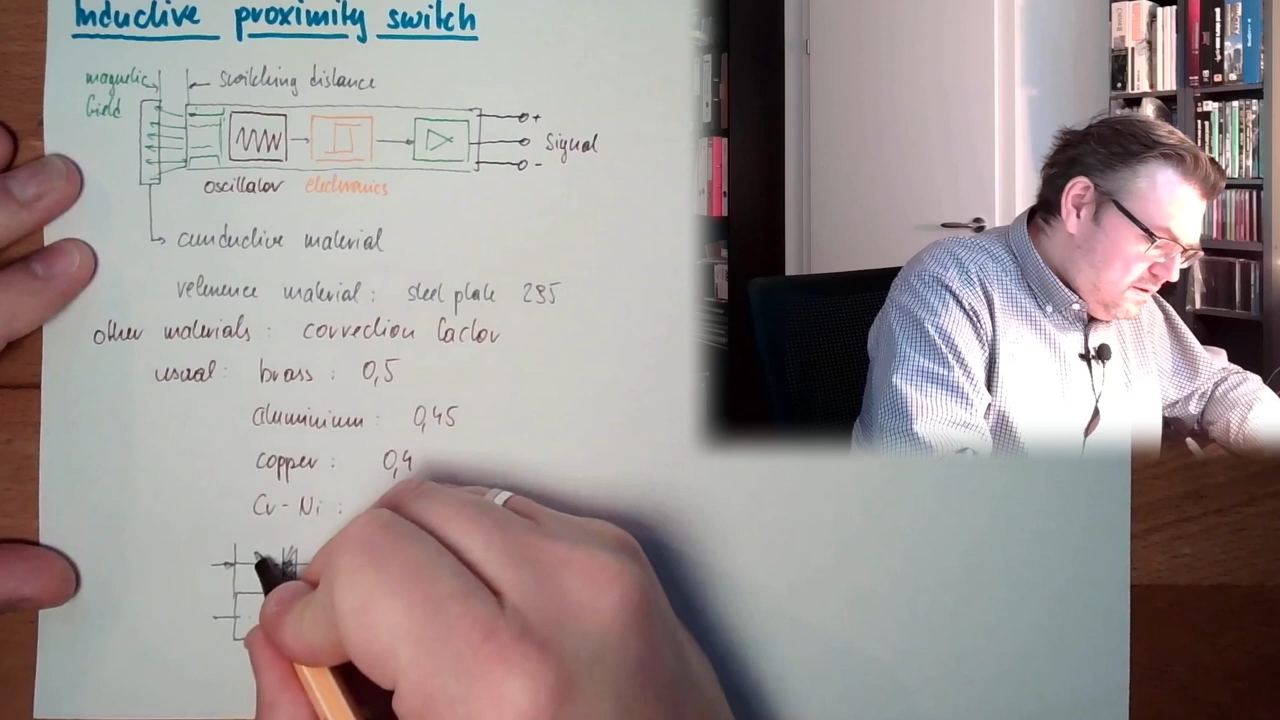 Inductive proximity switch
magnetic
field
switching distance
+
Signal
-
oscillator electronics
conductive material
reference material : steel plate 235
other materials : correction factor
usual : brass : 0,5
aluminium : 0,45
copper : 0,4
Cr-Ni :